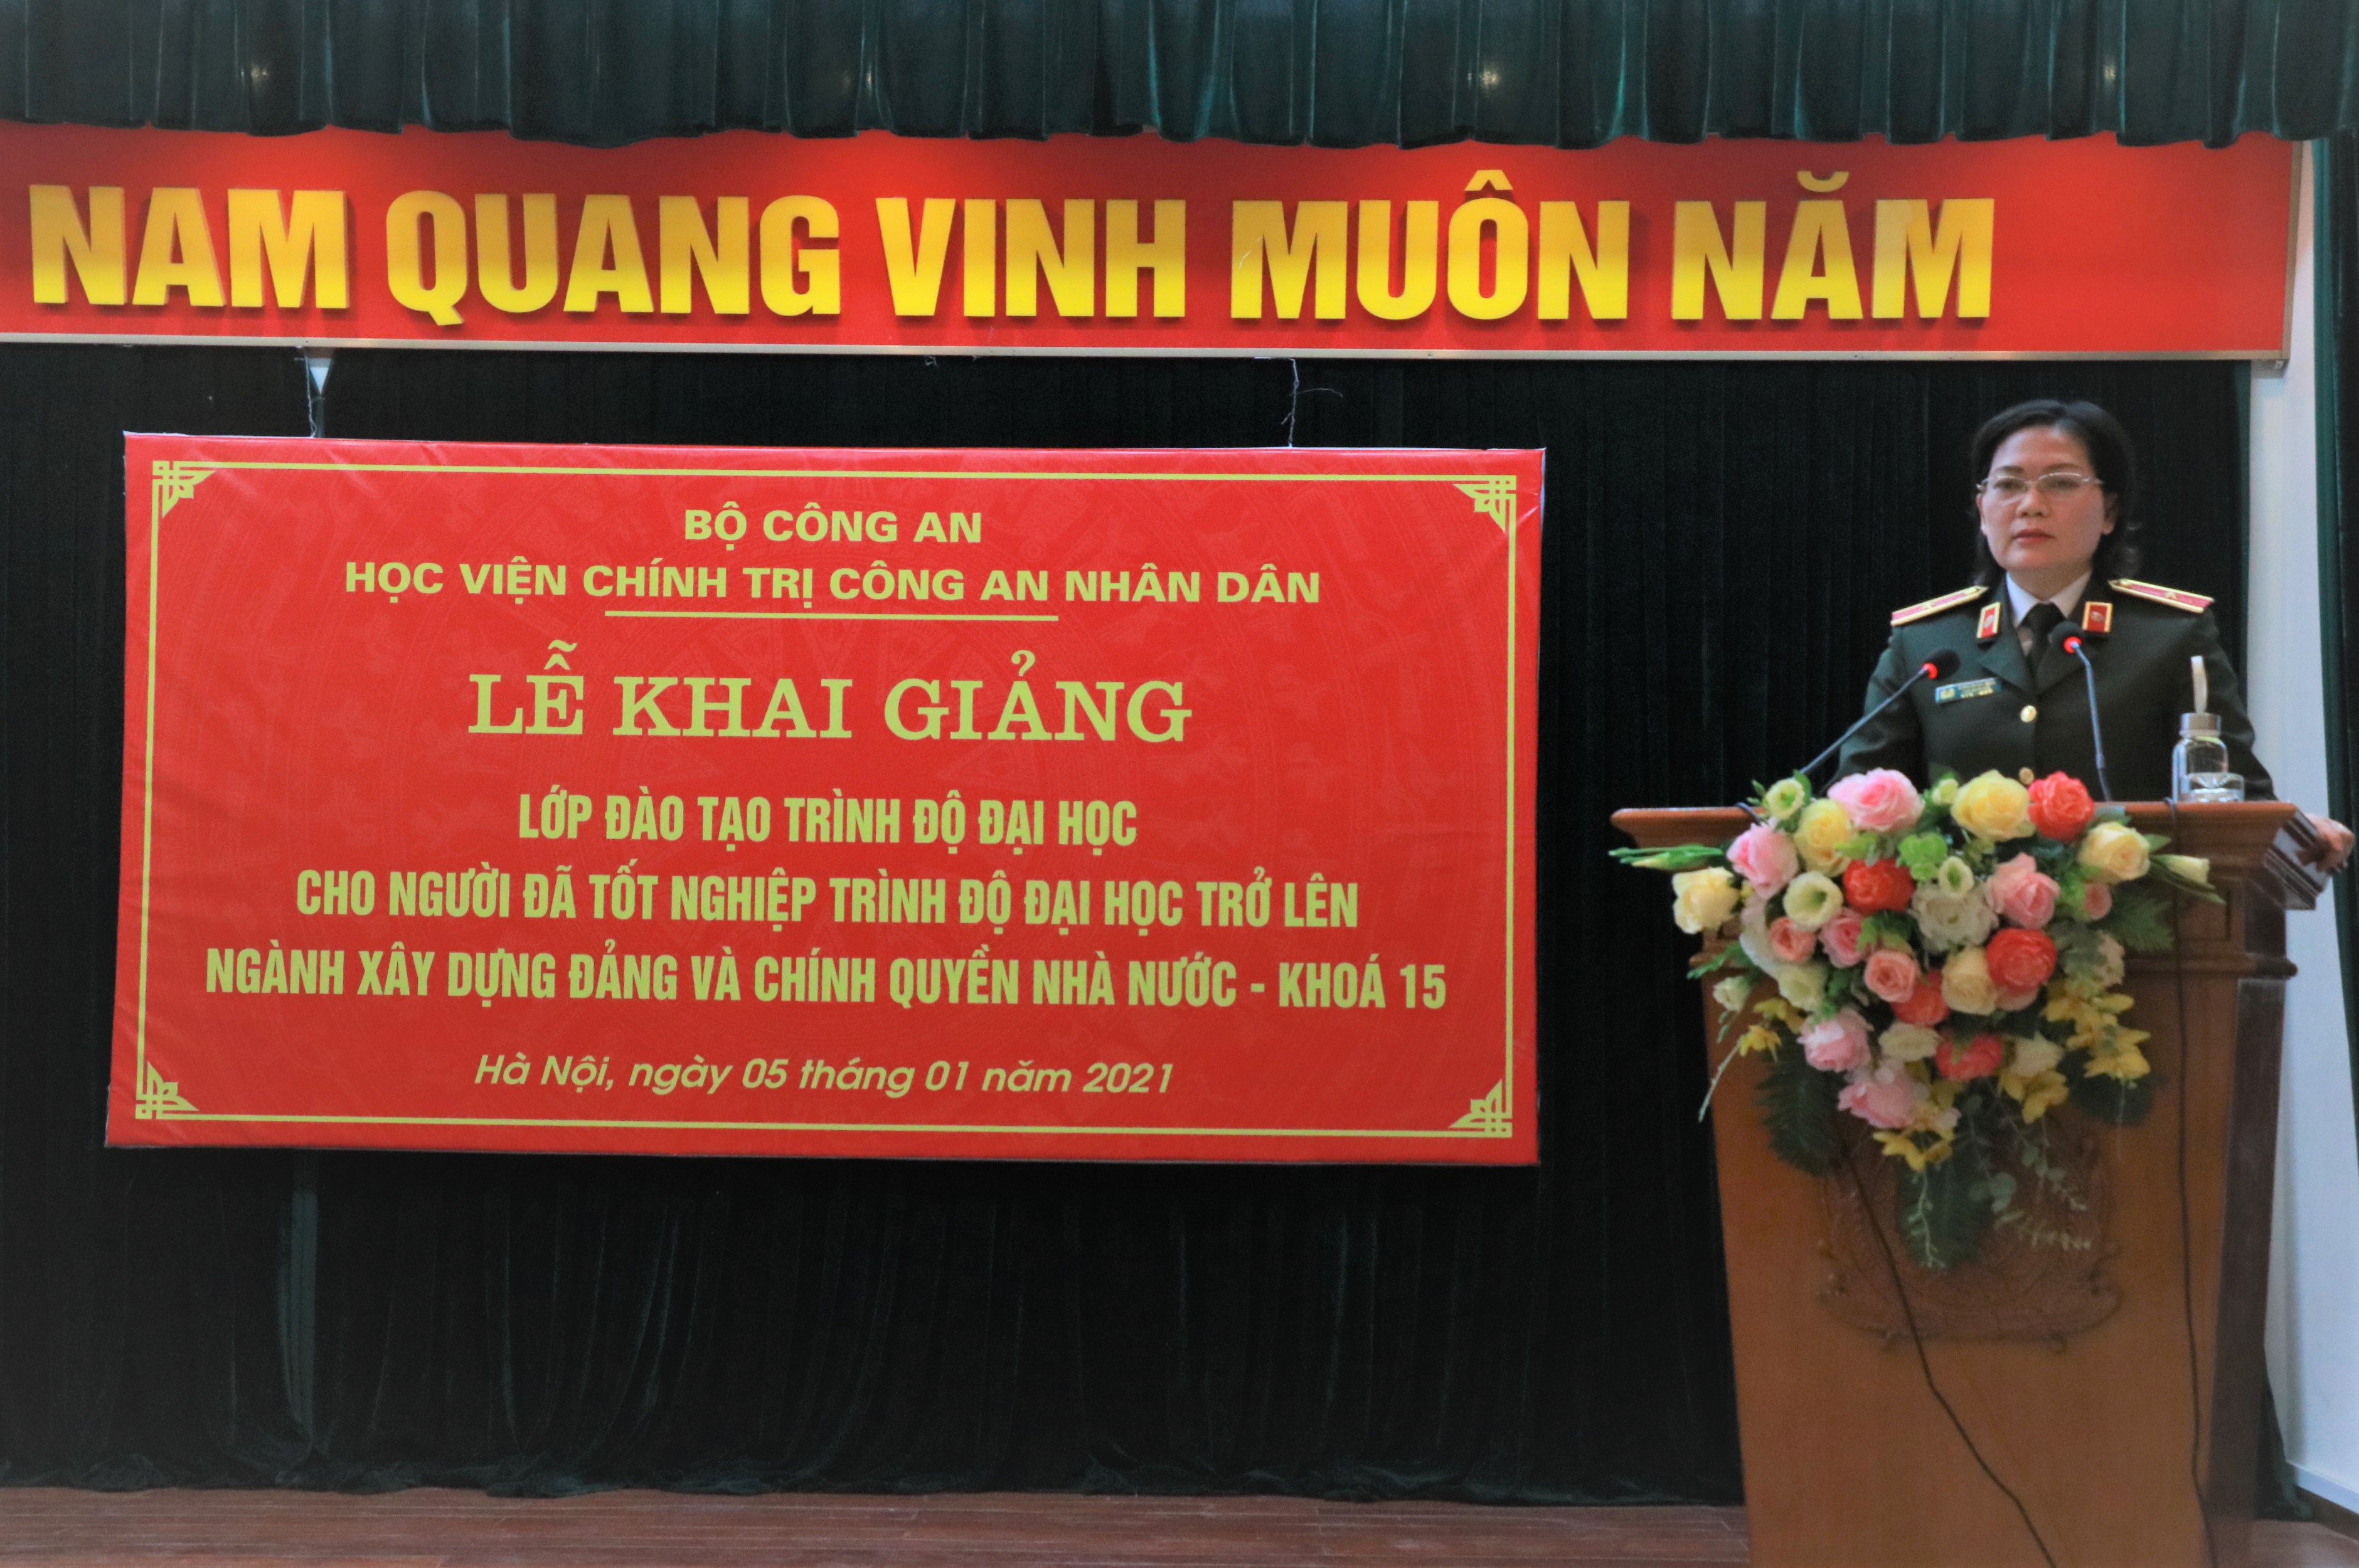 NAM QUANG VINH MUÔN NĂM
BỘ CÔNG AN
HỌC VIỆN CHÍNH TRỊ CÔNG AN NHÂN DÂN
LỄ KHAI GIẢNG
LỚP ĐÀO TẠO TRÌNH ĐỘ ĐẠI HỌC
CHO NGƯỜI ĐÃ TỐT NGHIỆP TRÌNH ĐỘ ĐẠI HỌC TRỞ LÊN
NGÀNH XÂY DỰNG ĐẢNG VÀ CHÍNH QUYỀN NHÀ NƯỚC - KHOÁ 15
Hà Nội, ngày 05 tháng 01 năm 2021